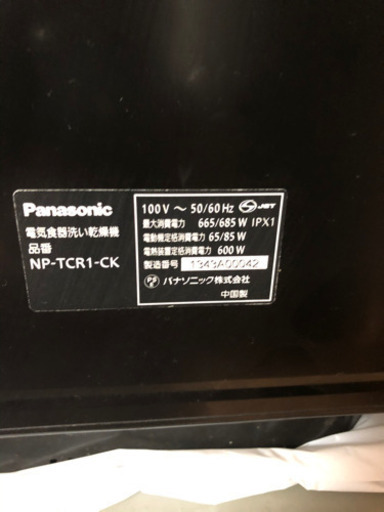 Panasonic
電気食器洗い乾燥機
品番
NP-TCR1-CK
100V ～ 50/60Hz JET
最大消費電力 665/685W IPX1
電動機定格消費電力 65/85W
電熱装置定格消費電力 600W
製造番号 1343A00042
パナソニック株式会社
中国製